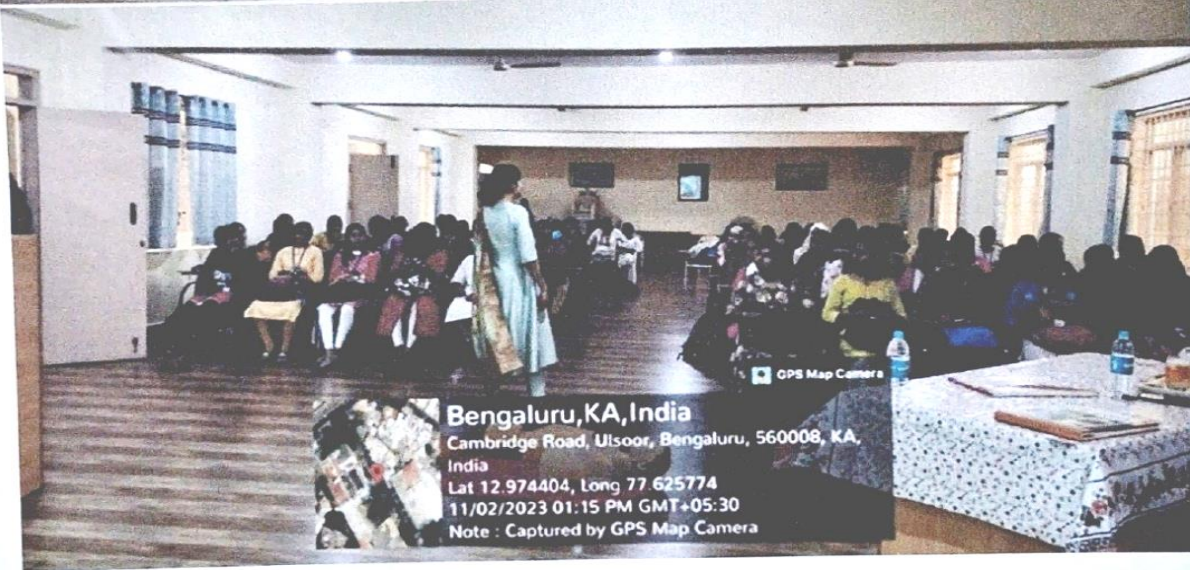 GPS Map Camera
Bengaluru,KA,India
Cambridge Road, Ulsoor, Bengaluru, 560008, KA,
India
Lat 12.974404, Long 77.625774
11/02/2023 01:15 PM GMT+05:30
Note : Captured by GPS Map Camera